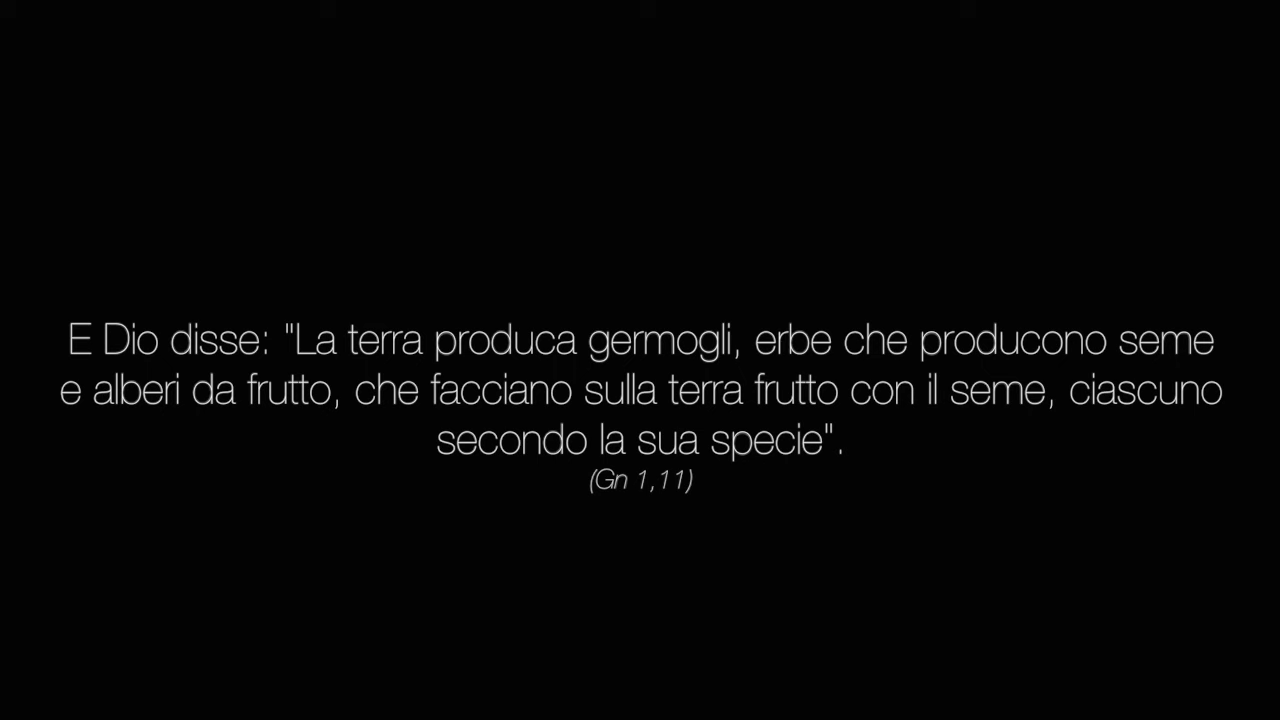 E Dio disse: "La terra produca germogli, erbe che producono seme
e alberi da frutto, che facciano sulla terra frutto con il seme, ciascuno
secondo la sua specie".
(Gn 1,11)